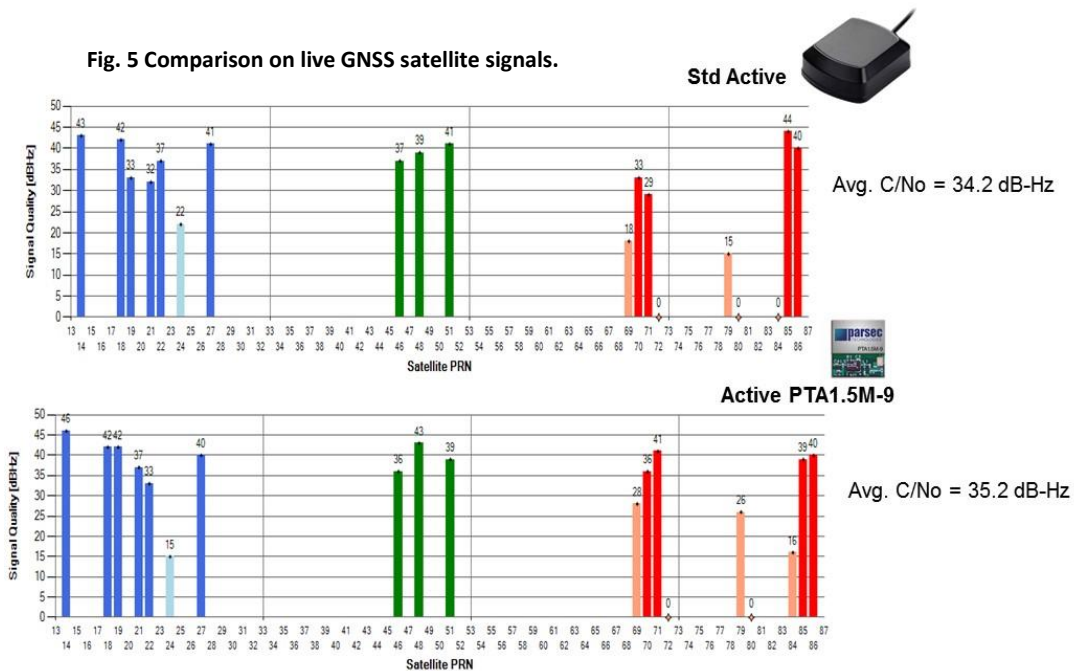 Fig. 5 Comparison on live GNSS satellite signals.
Std Active
Signal Quality [dBHz]
50
45
40
35
30
25
20
15
10
5
0
43 42 33 32 37 22 41 37 39 41 18 33 29 0 15 0 0 44 40
13 15 17 19 21 23 25 27 29 31 33 35 37 39 41 43 45 47 49 51 53 55 57 59 61 63 65 67 69 71 73 75 77 79 81 83 85 87
14 16 18 20 22 24 26 28 30 32 34 36 38 40 42 44 46 48 50 52 54 56 58 60 62 64 66 68 70 72 74 76 78 80 82 84 86
Satellite PRN
Avg. C/No = 34.2 dB-Hz
parsec
PTA1.5M-9
Active PTA1.5M-9
Signal Quality [dBHz]
50
45
40
35
30
25
20
15
10
5
0
46 42 42 37 33 15 40 36 43 39 28 36 41 0 26 0 16 39 40
13 15 17 19 21 23 25 27 29 31 33 35 37 39 41 43 45 47 49 51 53 55 57 59 61 63 65 67 69 71 73 75 77 79 81 83 85 87
14 16 18 20 22 24 26 28 30 32 34 36 38 40 42 44 46 48 50 52 54 56 58 60 62 64 66 68 70 72 74 76 78 80 82 84 86
Satellite PRN
Avg. C/No = 35.2 dB-Hz